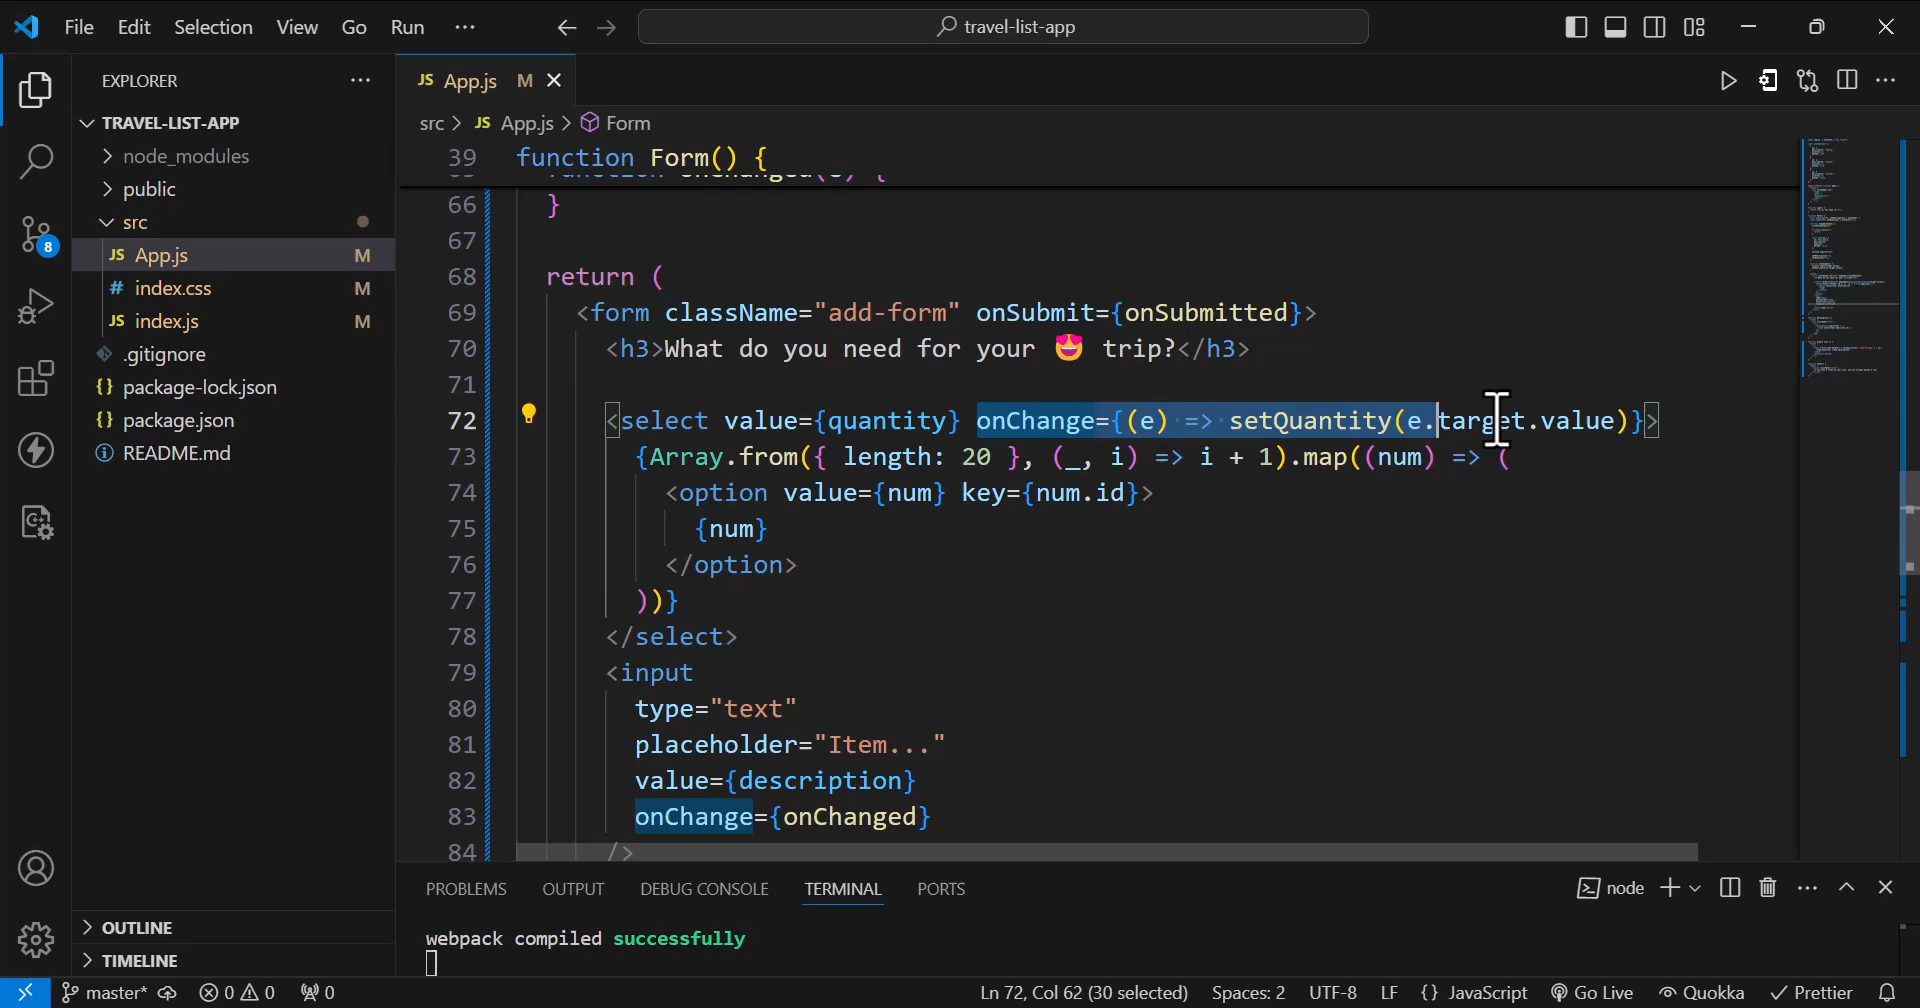 File Edit Selection View Go Run ··· travel-list-app
EXPLORER ···
TRAVEL-LIST-APP
node_modules
public
src
JS App.js M
# index.css M
JS index.js M
.gitignore
{} package-lock.json
{} package.json
README.md
8
OUTLINE
TIMELINE
JS App.js M
src > JS App.js > Form
39 function Form() {
66 }
67
68 return (
69 <form className="add-form" onSubmit={onSubmitted}>
70 <h3>What do you need for your 😍 trip?</h3>
71
72 <select value={quantity} onChange={(e) => setQuantity(e.target.value)}>
73 {Array.from({ length: 20 }, (_, i) => i + 1).map((num) => (
74 <option value={num} key={num.id}>
75 {num}
76 </option>
77 ))}
78 </select>
79 <input
80 type="text"
81 placeholder="Item..."
82 value={description}
83 onChange={onChanged}
84 />
PROBLEMS OUTPUT DEBUG CONSOLE TERMINAL PORTS
node
webpack compiled successfully
master* 0 0 0 Ln 72, Col 62 (30 selected) Spaces: 2 UTF-8 LF {} JavaScript Go Live Quokka Prettier